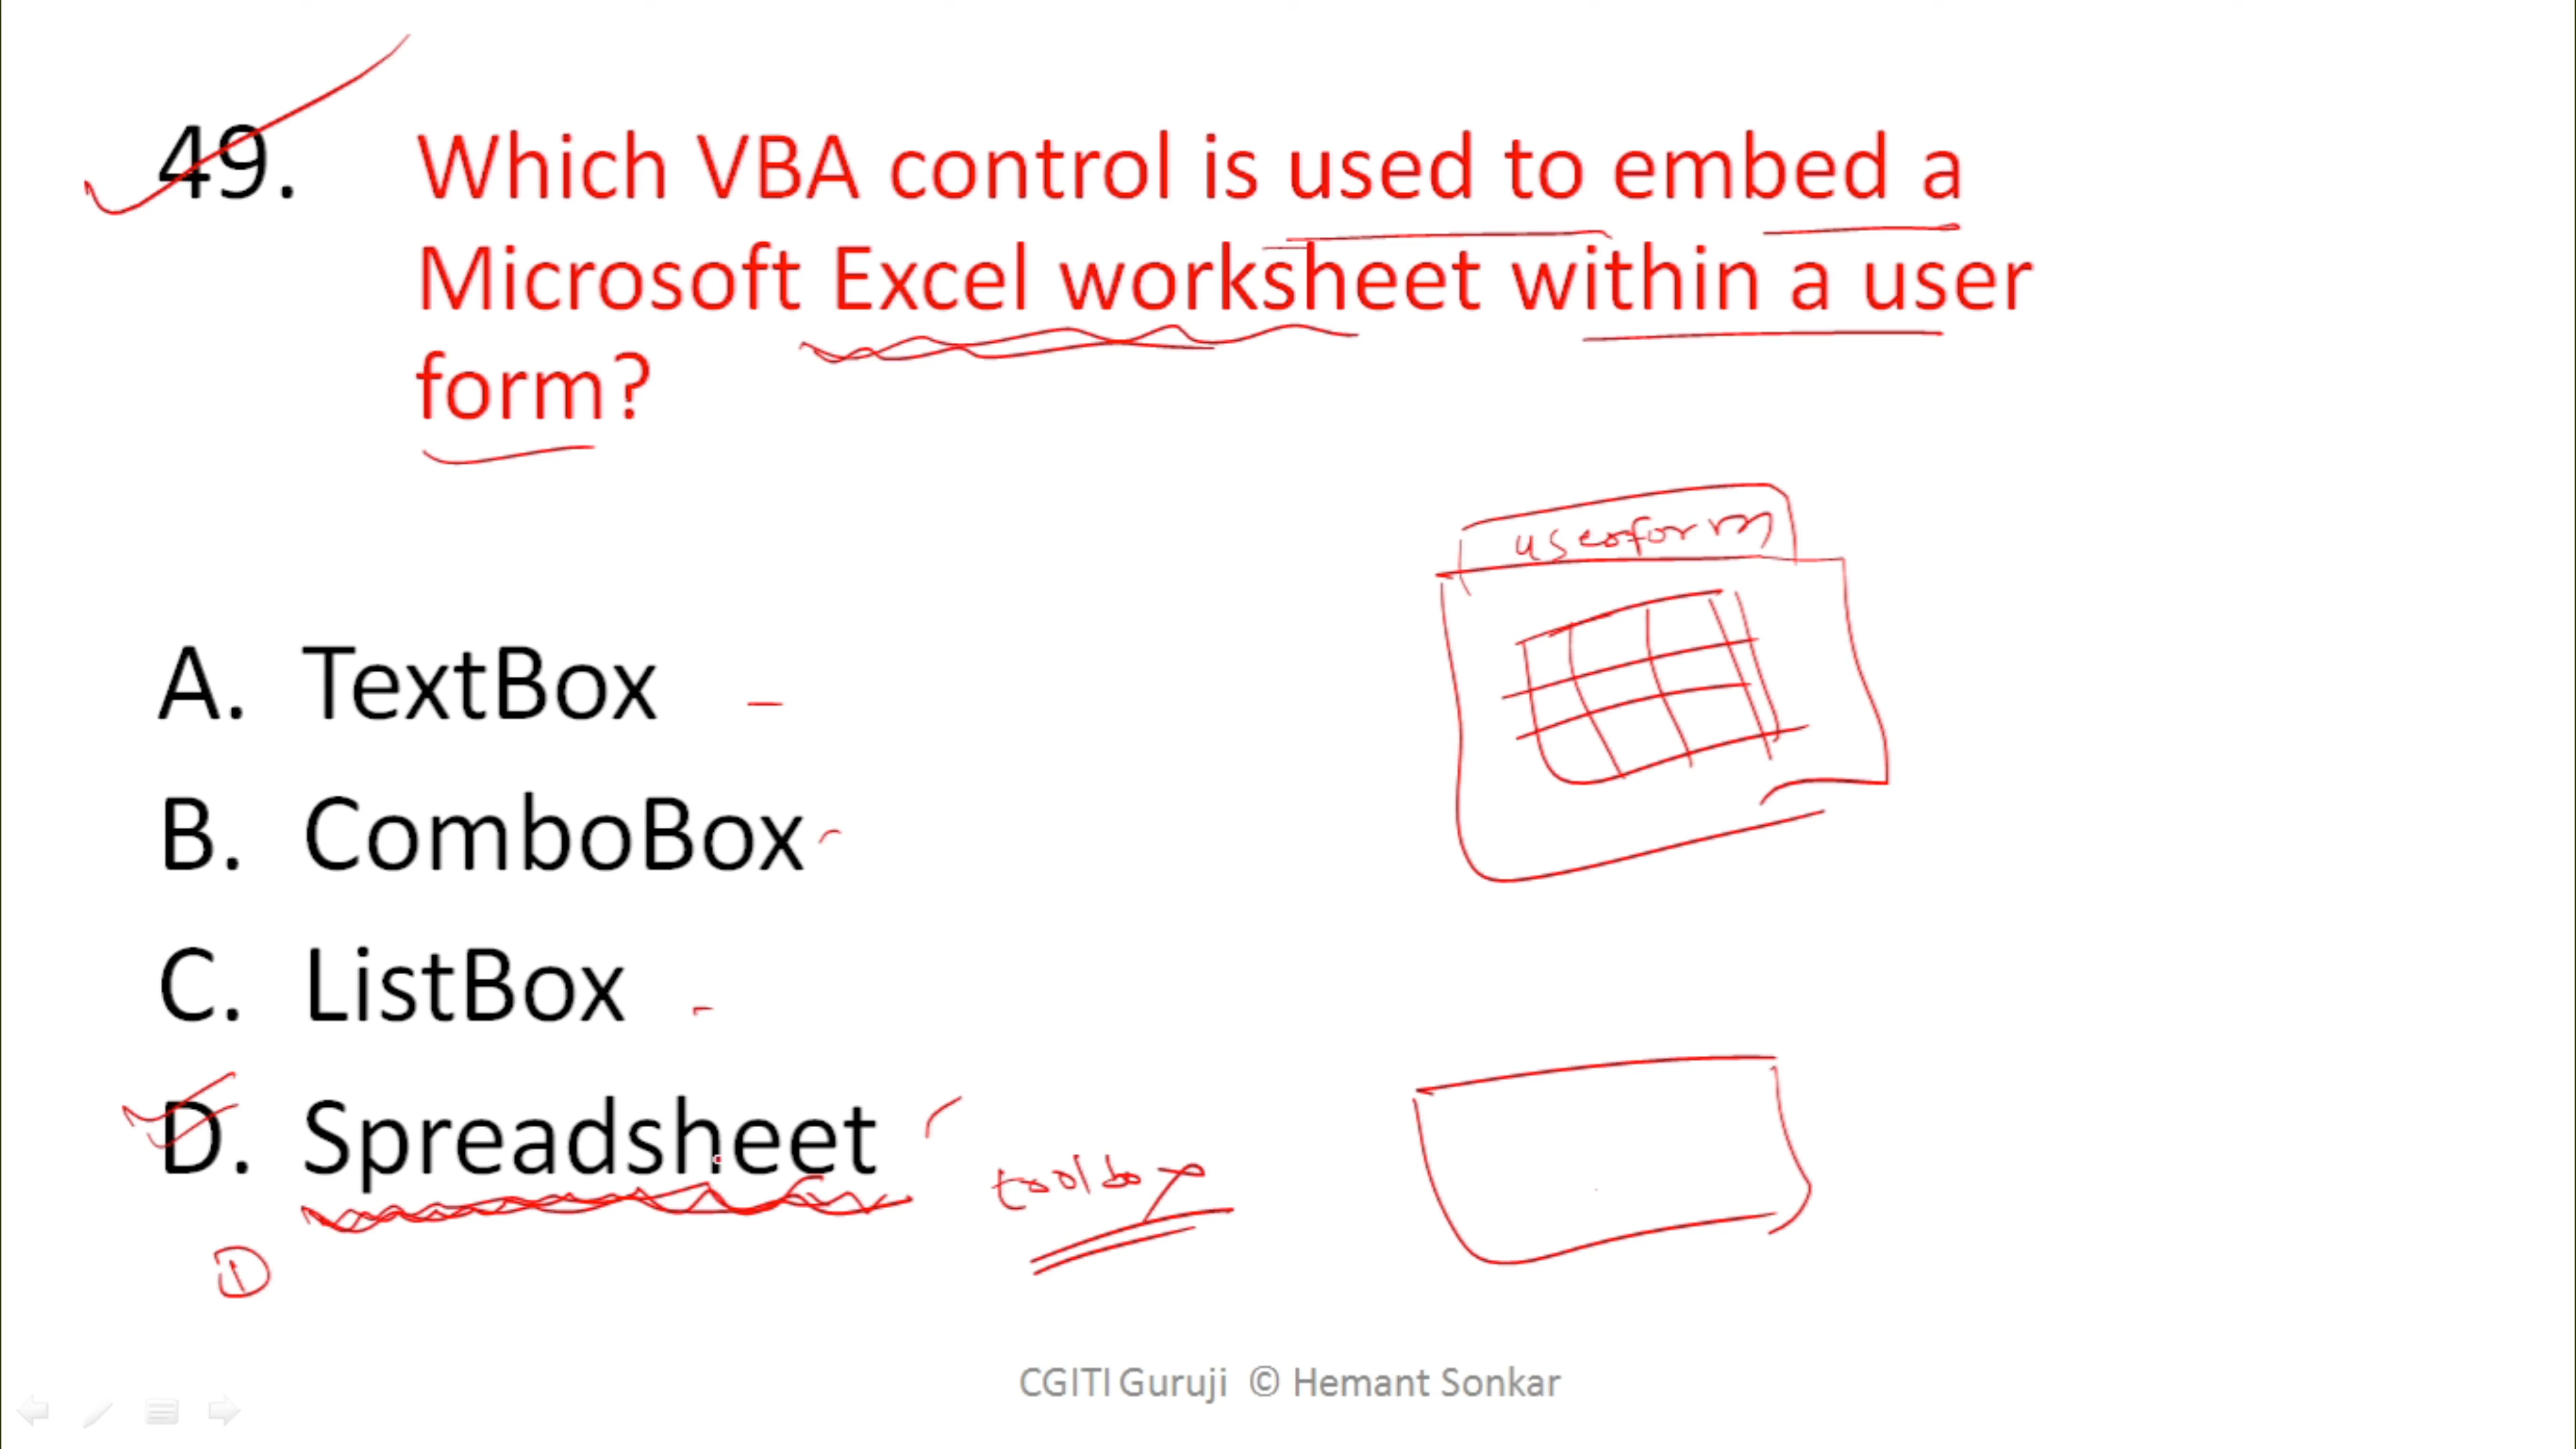 49. Which VBA control is used to embed a
Microsoft Excel worksheet within a user
form?
userform
A. TextBox
B. ComboBox
C. ListBox
D. Spreadsheet
toolbox
D
CGITI Guruji © Hemant Sonkar